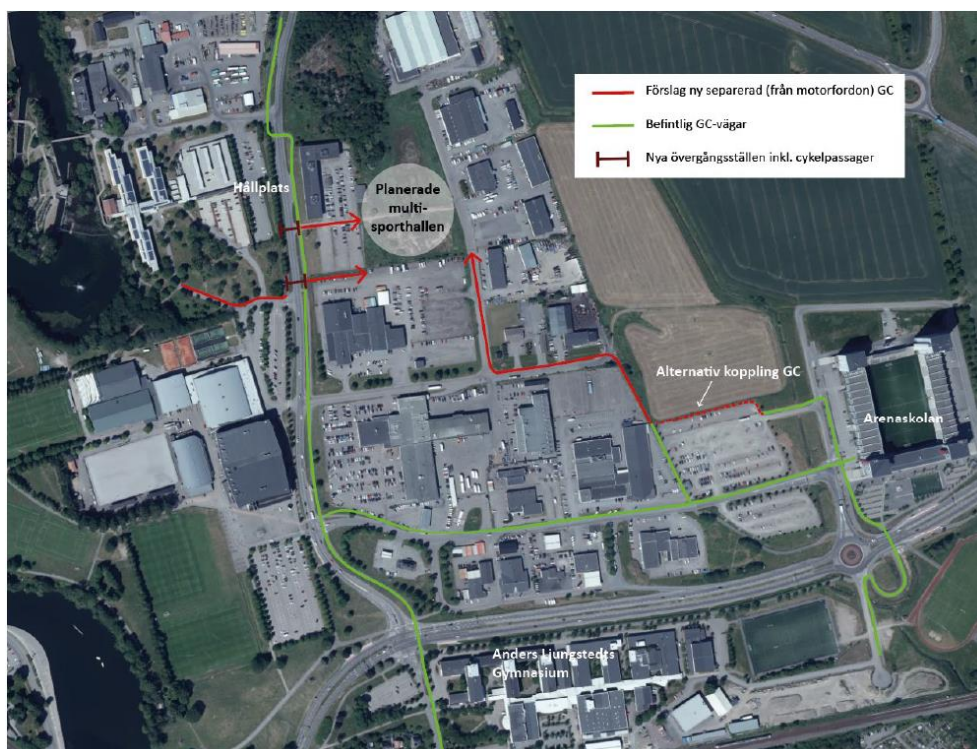 Förslag ny separerad (från motorfordon) GC
Befintlig GC-vägar
Nya övergångsställen inkl. cykelpassager
Hållplats
Planerade
multi-
sporthallen
Alternativ koppling GC
Arenaskolan
Anders Ljungstedts
Gymnasium